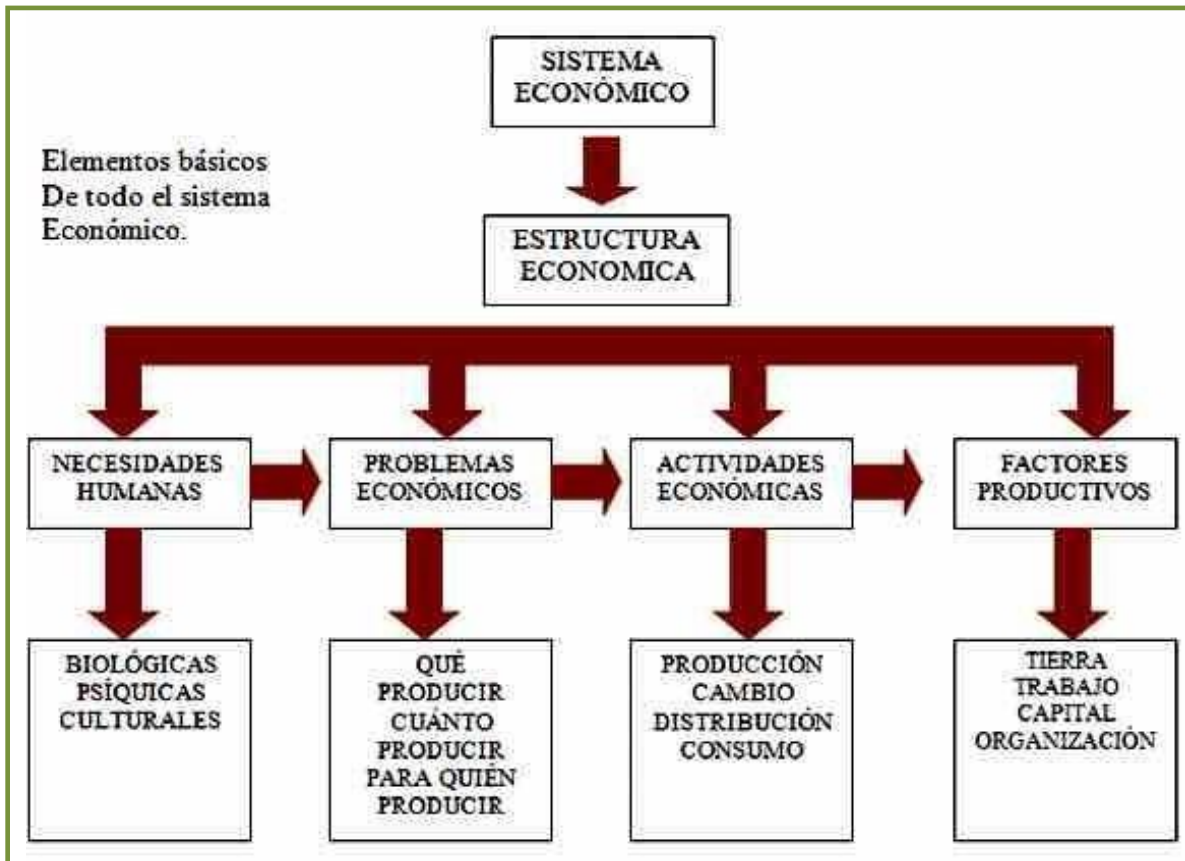 SISTEMA
ECONÓMICO
Elementos básicos
De todo el sistema
Económico.
ESTRUCTURA
ECONOMICA
NECESIDADES
HUMANAS
PROBLEMAS
ECONÓMICOS
ACTIVIDADES
ECONÓMICAS
FACTORES
PRODUCTIVOS
BIOLÓGICAS
PSÍQUICAS
CULTURALES
QUÉ
PRODUCIR
CUÁNTO
PRODUCIR
PARA QUIÉN
PRODUCIR
PRODUCCIÓN
CAMBIO
DISTRIBUCIÓN
CONSUMO
TIERRA
TRABAJO
CAPITAL
ORGANIZACIÓN